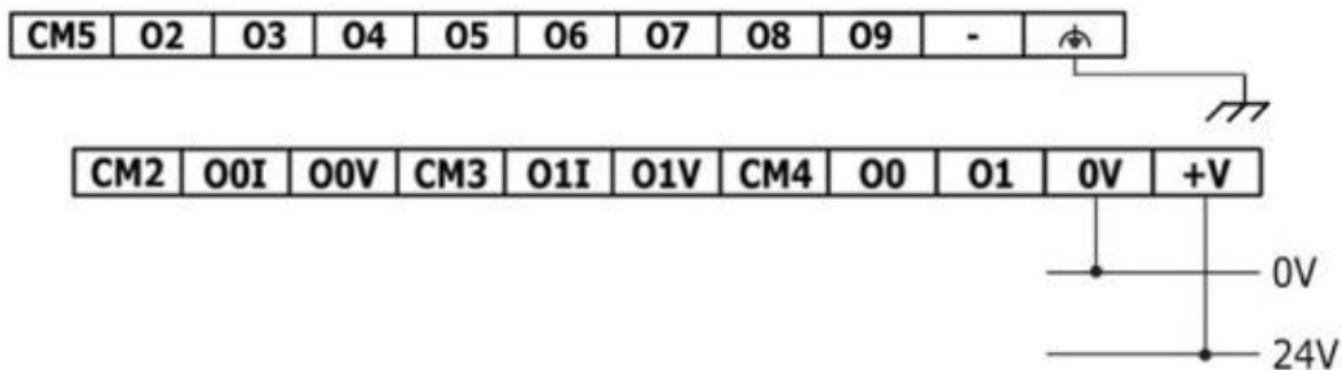 CM5 O2 O3 O4 O5 O6 O7 O8 O9 -
CM2 O0I O0V CM3 O1I O1V CM4 O0 O1 0V +V
0V
24V